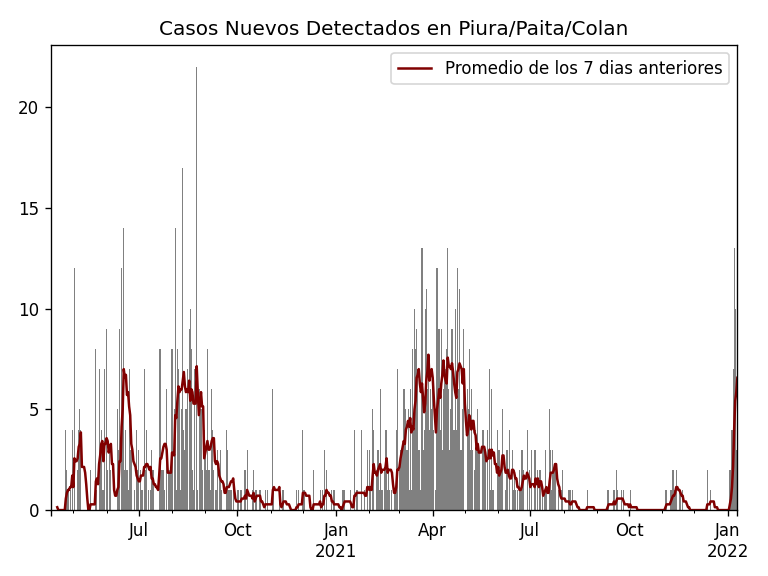 Casos Nuevos Detectados en Piura/Paita/Colan
Promedio de los 7 dias anteriores
20
15
10
5
0
Jul Oct Jan Apr Jul Oct Jan
2021 2022